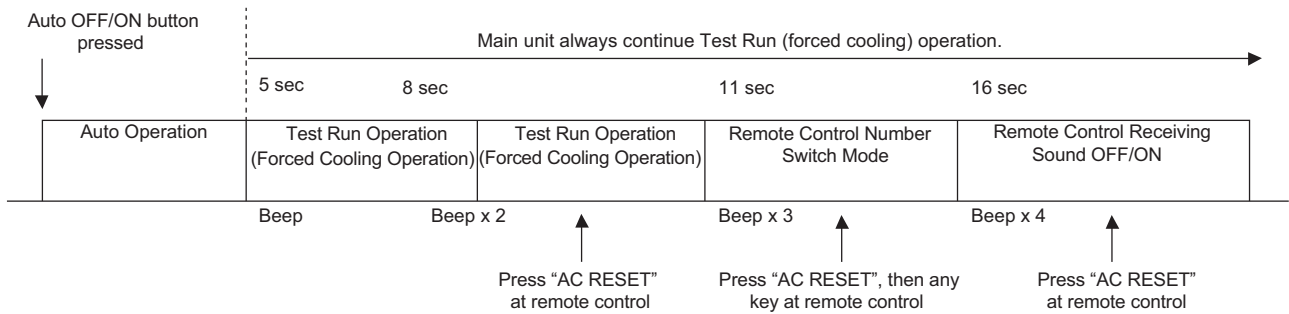 Auto OFF/ON button
pressed
Main unit always continue Test Run (forced cooling) operation.
5 sec
8 sec
11 sec
16 sec
Auto Operation
Test Run Operation
(Forced Cooling Operation)
Test Run Operation
(Forced Cooling Operation)
Remote Control Number
Switch Mode
Remote Control Receiving
Sound OFF/ON
Beep
Beep x 2
Beep x 3
Beep x 4
Press “AC RESET”
at remote control
Press “AC RESET”, then any
key at remote control
Press “AC RESET”
at remote control